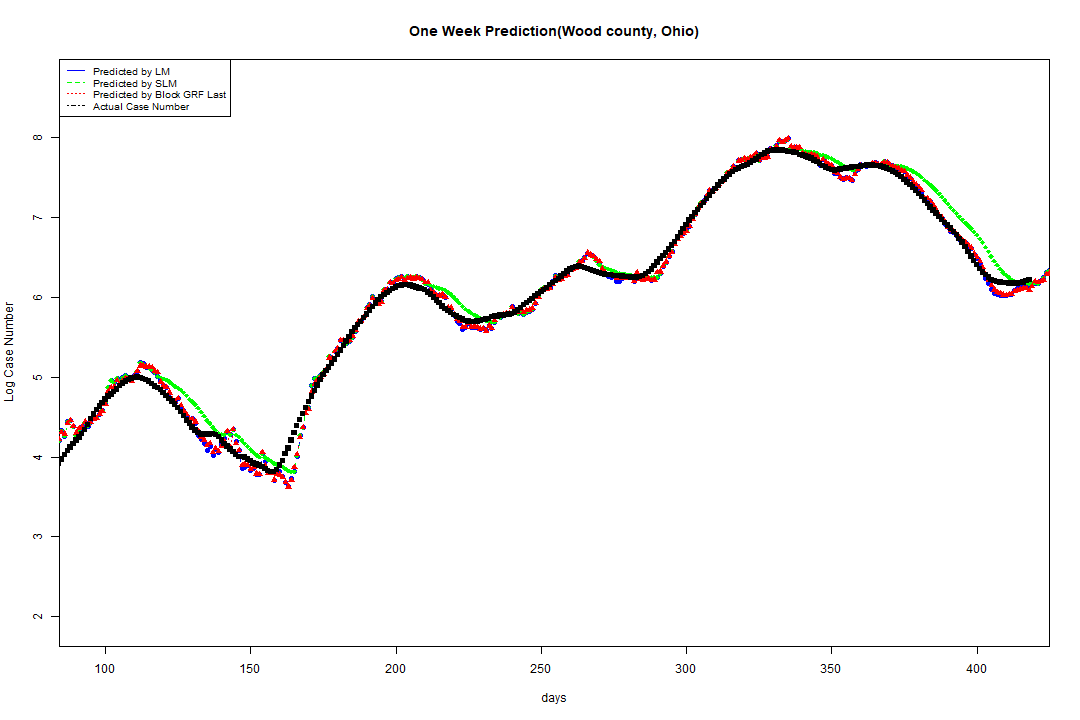 One Week Prediction(Wood county, Ohio)
Predicted by LM
Predicted by SLM
Predicted by Block GRF Last
Actual Case Number
8
7
6
5
4
3
2
Log Case Number
100 150 200 250 300 350 400
days